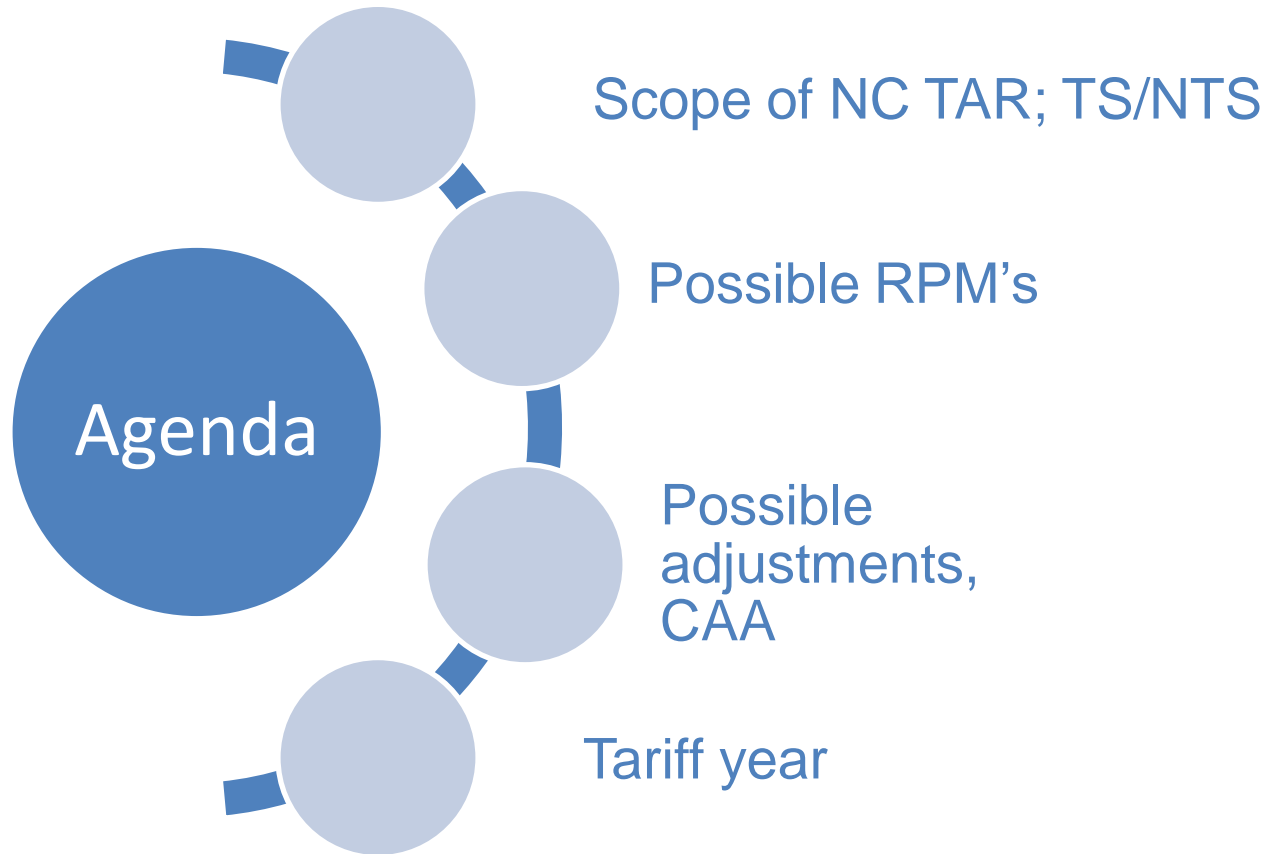 Agenda
Scope of NC TAR; TS/NTS
Possible RPM’s
Possible
adjustments,
CAA
Tariff year